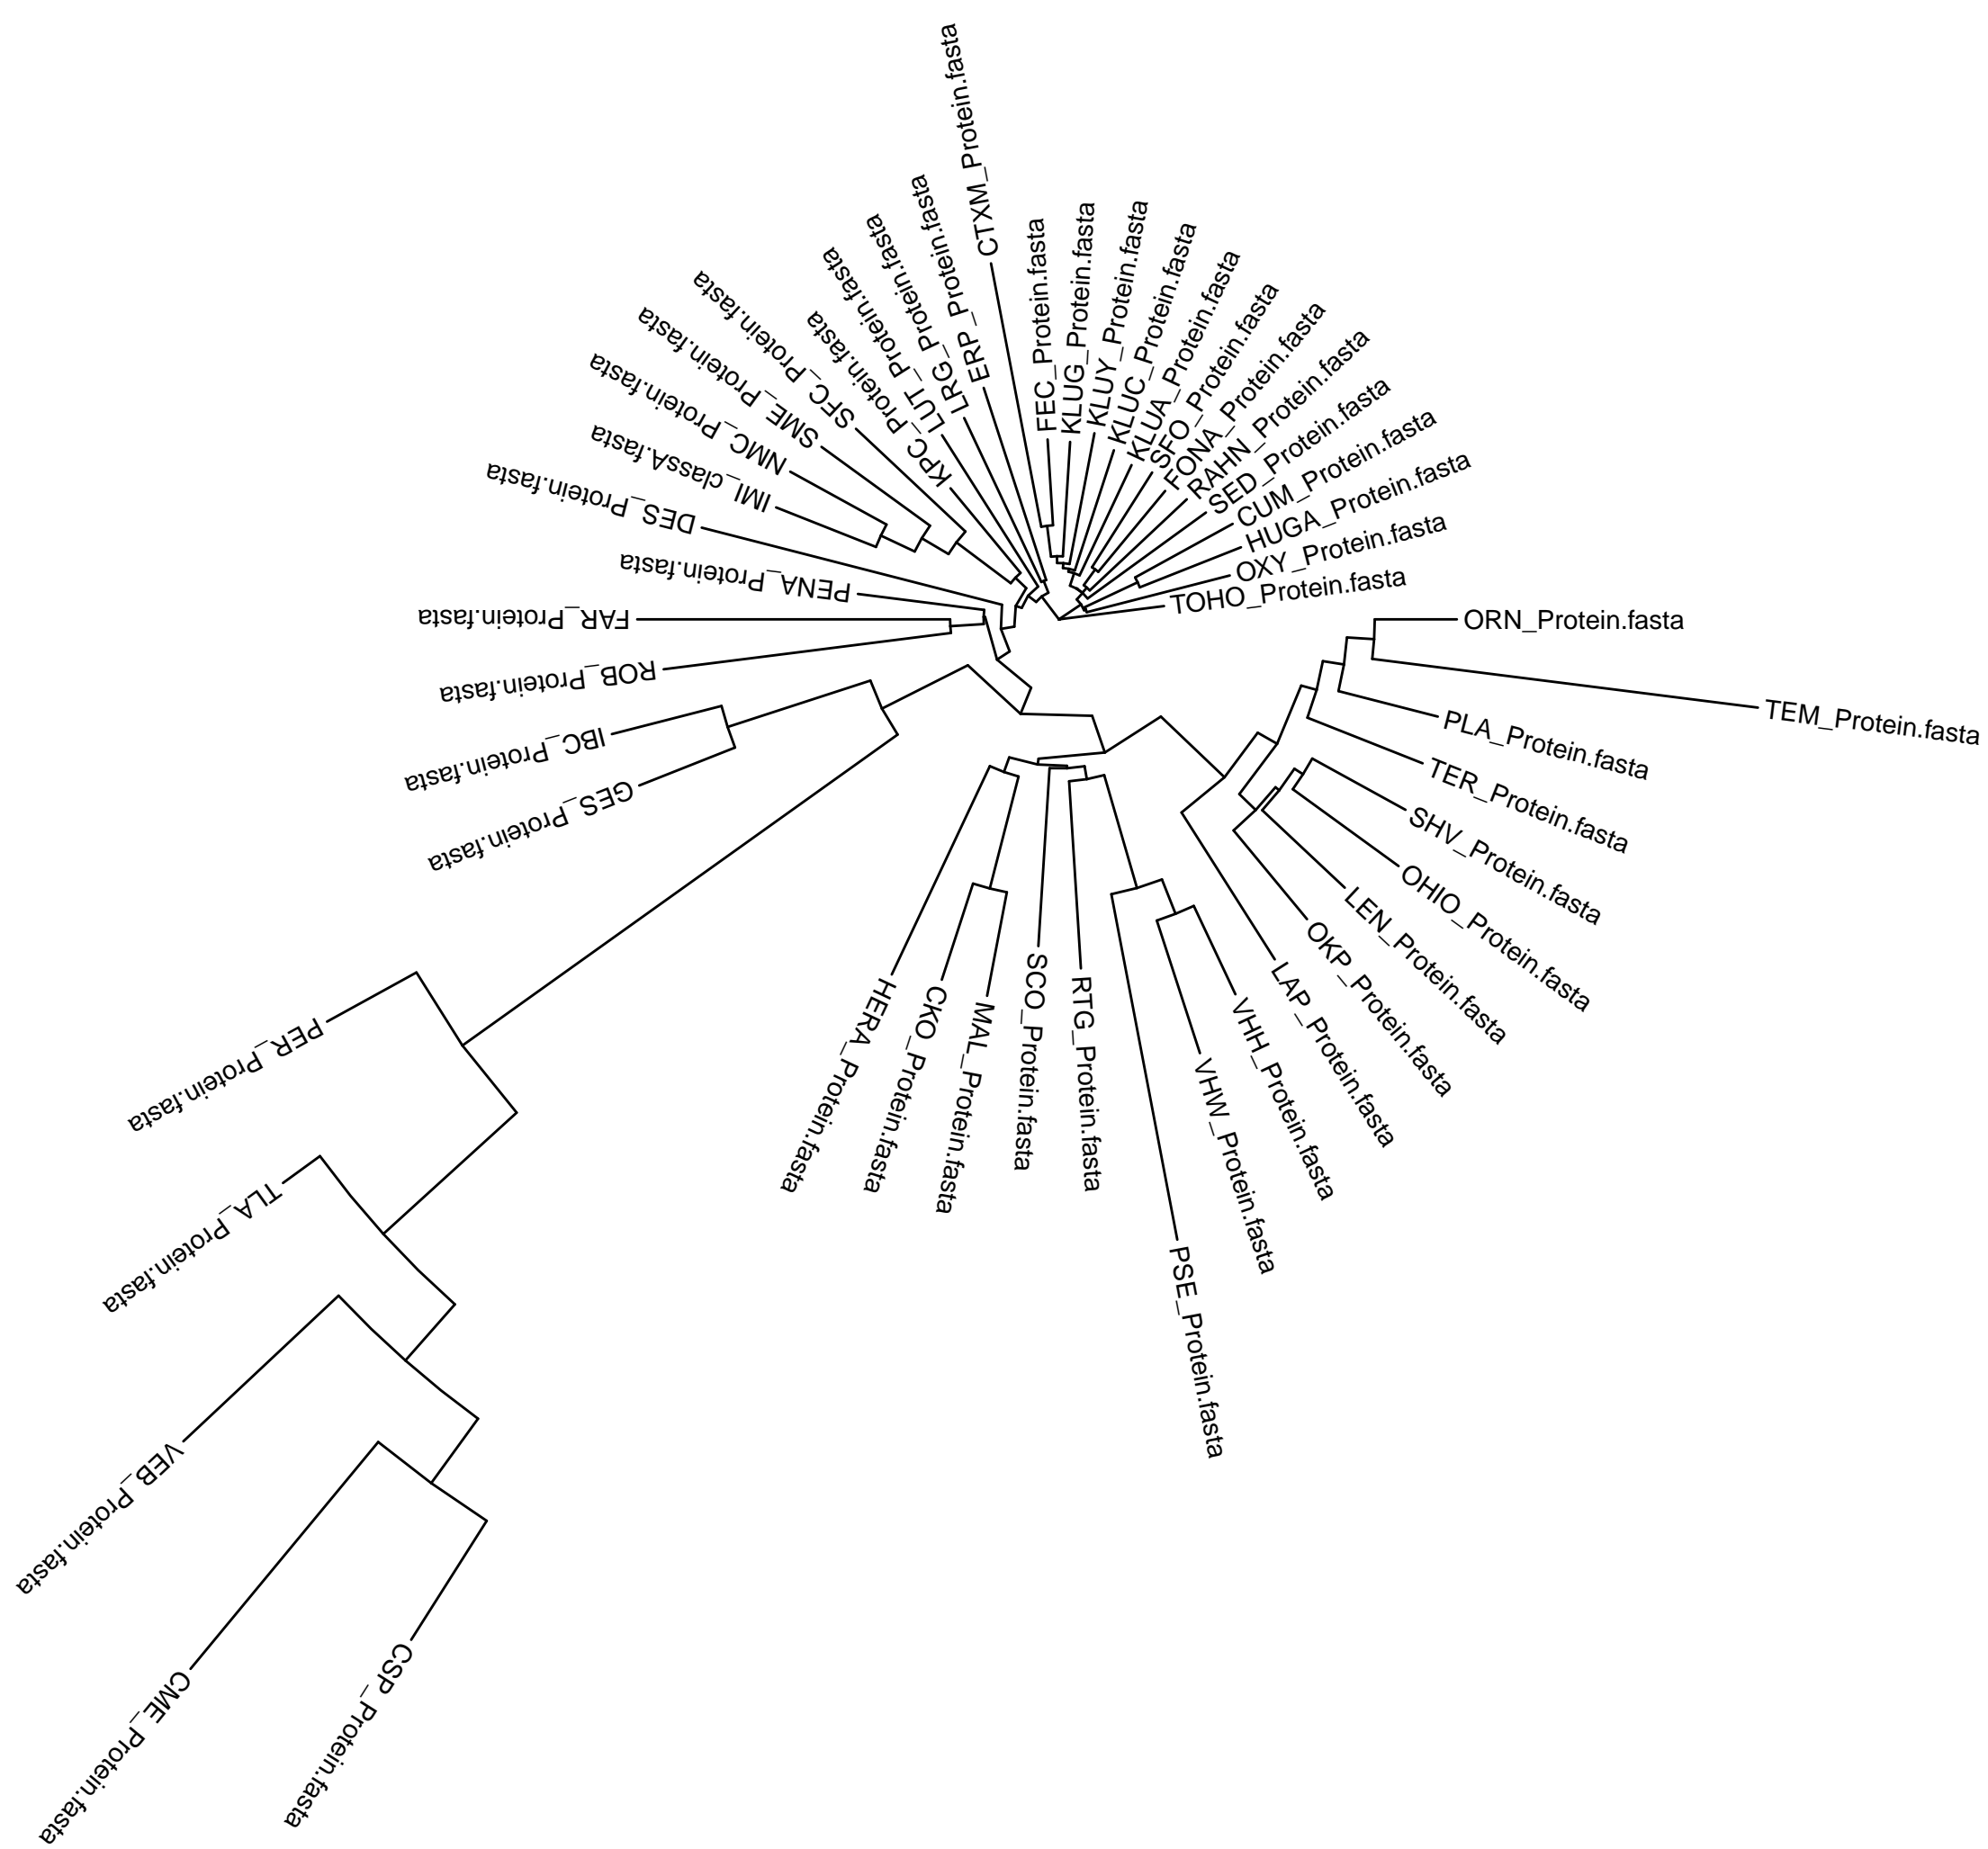 CTXM_Protein.fasta
FEC_Protein.fasta
KLUG_Protein.fasta
KLUY_Protein.fasta
KLUC_Protein.fasta
KLUA_Protein.fasta
SFO_Protein.fasta
FONA_Protein.fasta
RAHN_Protein.fasta
SED_Protein.fasta
CUM_Protein.fasta
HUGA_Protein.fasta
OXY_Protein.fasta
TOHO_Protein.fasta
ORN_Protein.fasta
TEM_Protein.fasta
PLA_Protein.fasta
TER_Protein.fasta
SHV_Protein.fasta
OHIO_Protein.fasta
LEN_Protein.fasta
OKP_Protein.fasta
LAP_Protein.fasta
VHH_Protein.fasta
VHW_Protein.fasta
PSE_Protein.fasta
RTG_Protein.fasta
SCO_Protein.fasta
MAL_Protein.fasta
CKO_Protein.fasta
HERA_Protein.fasta
CSP_Protein.fasta
CME_Protein.fasta
VEB_Protein.fasta
TLA_Protein.fasta
PER_Protein.fasta
GES_Protein.fasta
IBC_Protein.fasta
ROB_Protein.fasta
FAR_Protein.fasta
PENA_Protein.fasta
DES_Protein.fasta
IMI_classA.fasta
NMC_Protein.fasta
SME_Protein.fasta
SFC_Protein.fasta
KPC_Protein.fasta
LUT_Protein.fasta
LRG_Protein.fasta
ERP_Protein.fasta